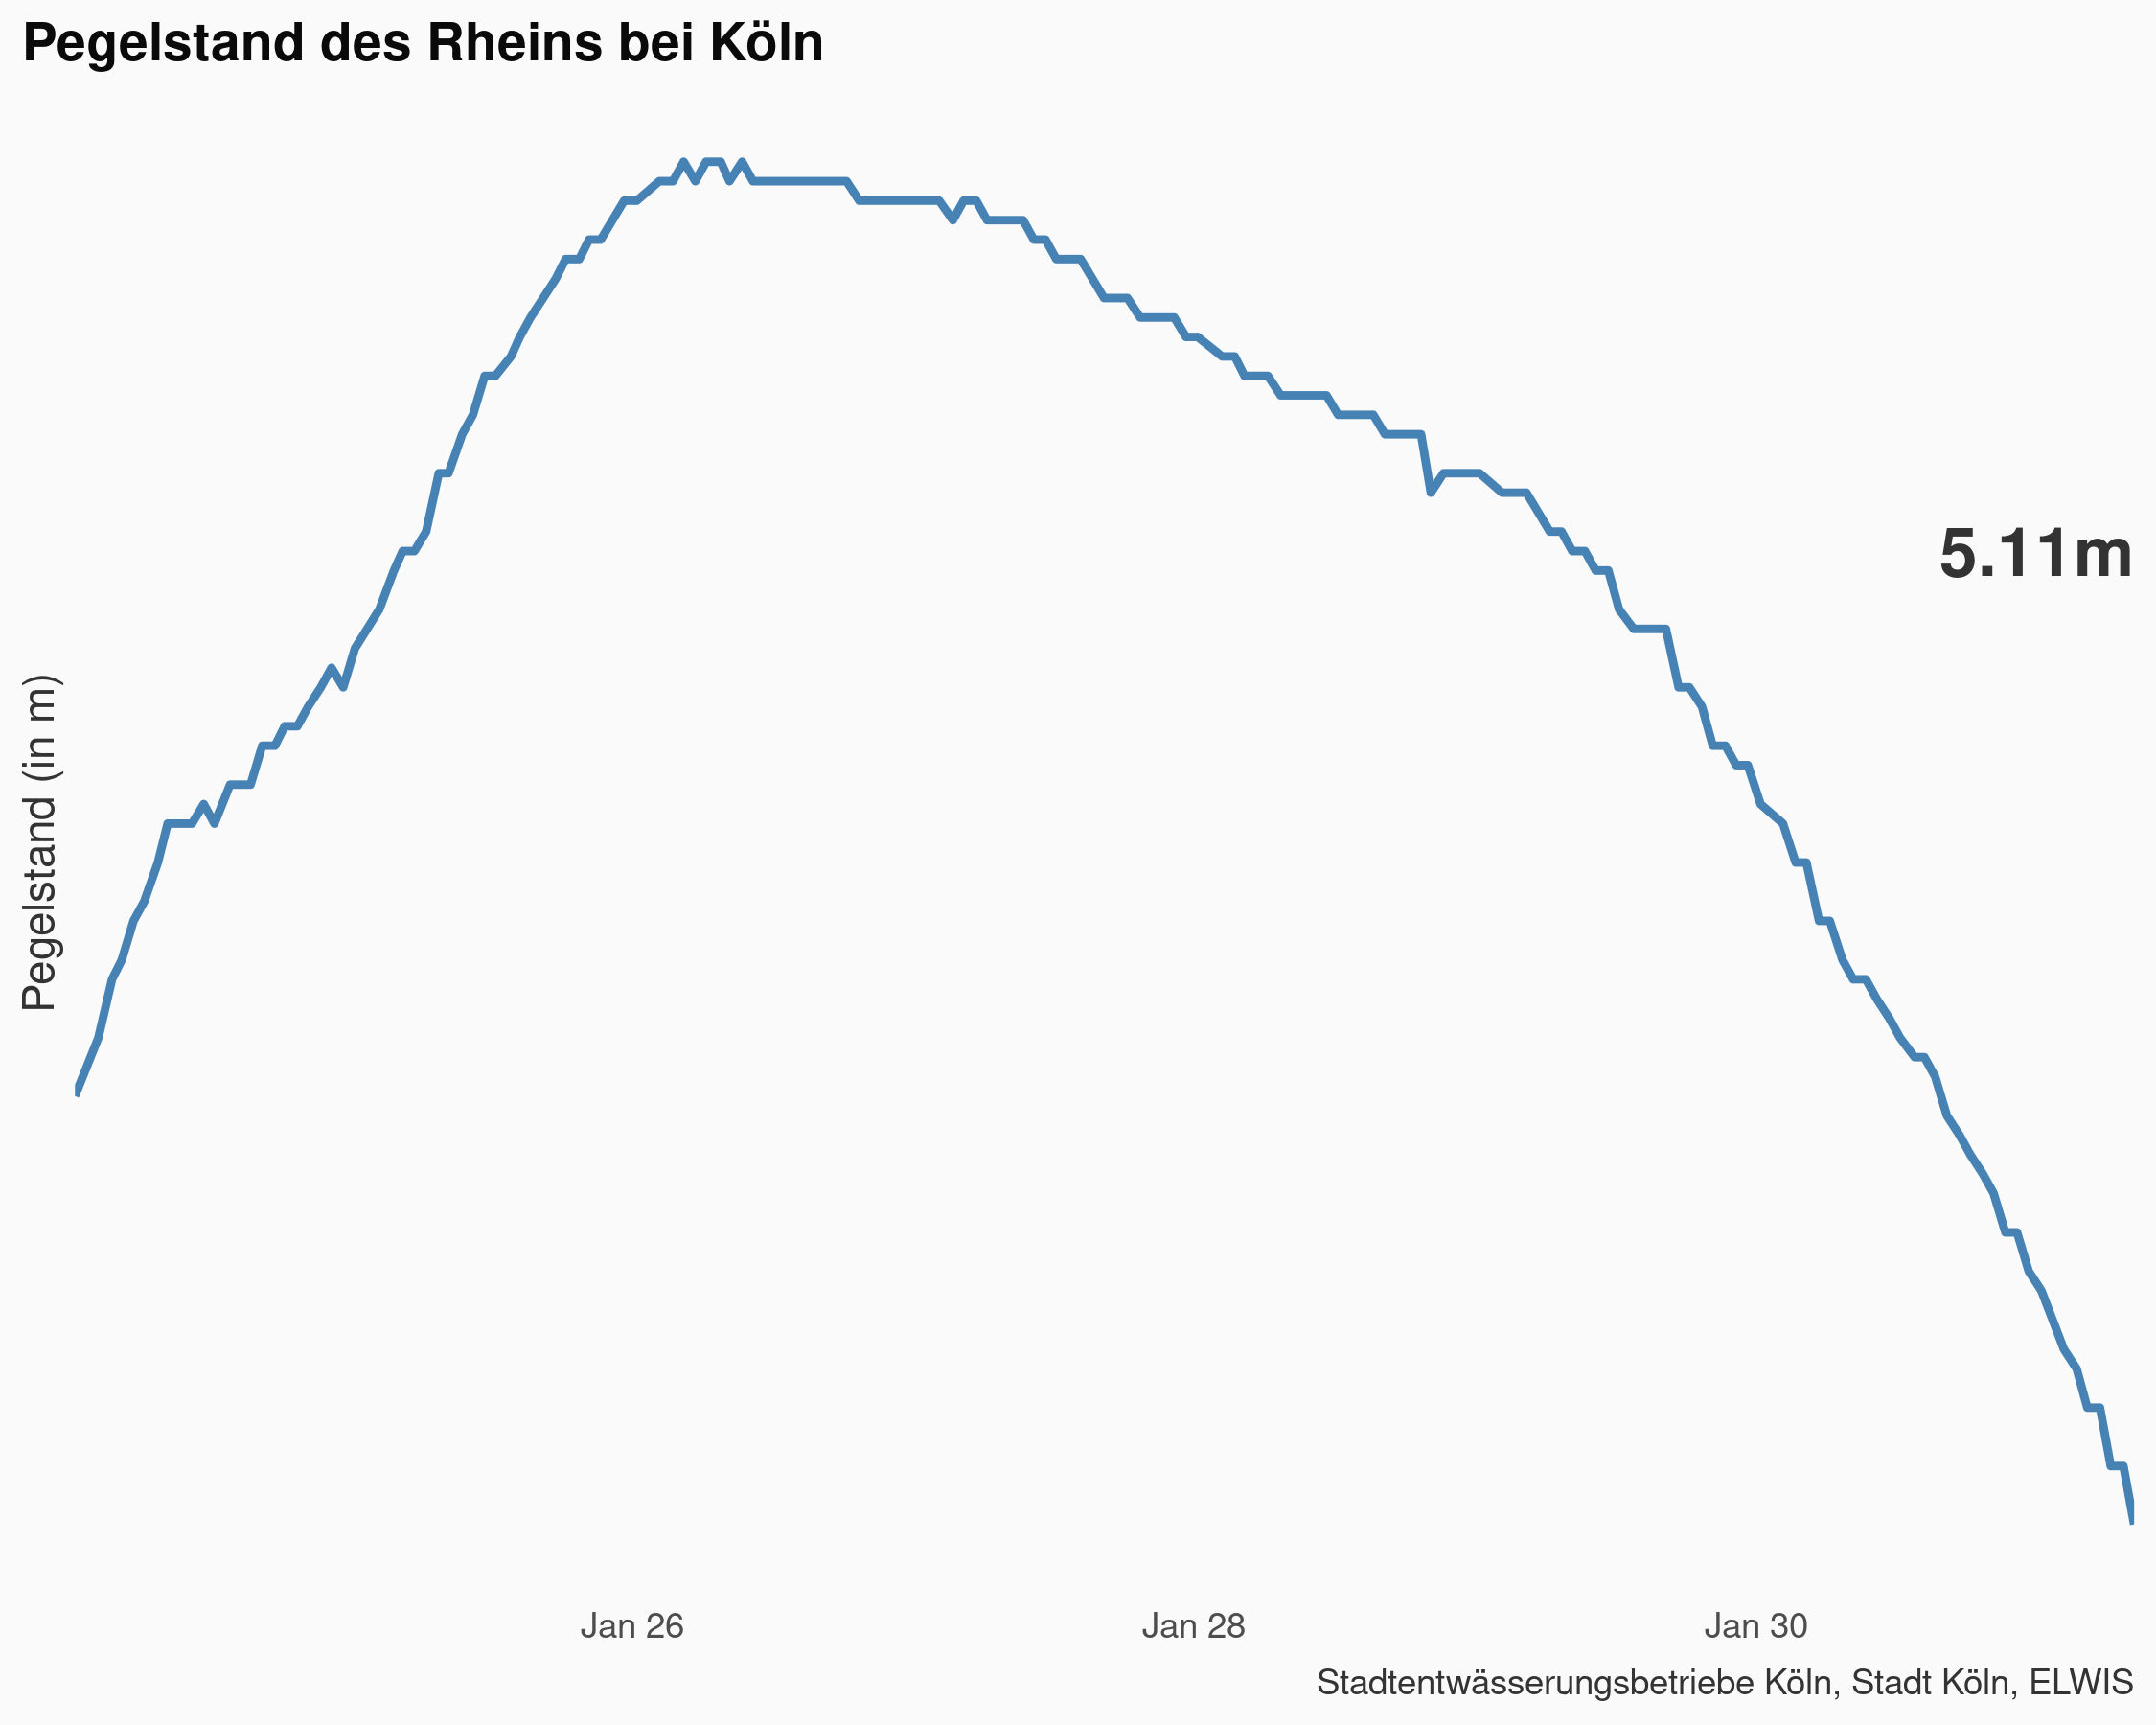 Pegelstand des Rheins bei Köln
5.11m
Pegelstand (in m)
Jan 26
Jan 28
Jan 30
Stadtentwässerungsbetriebe Köln, Stadt Köln, ELWIS